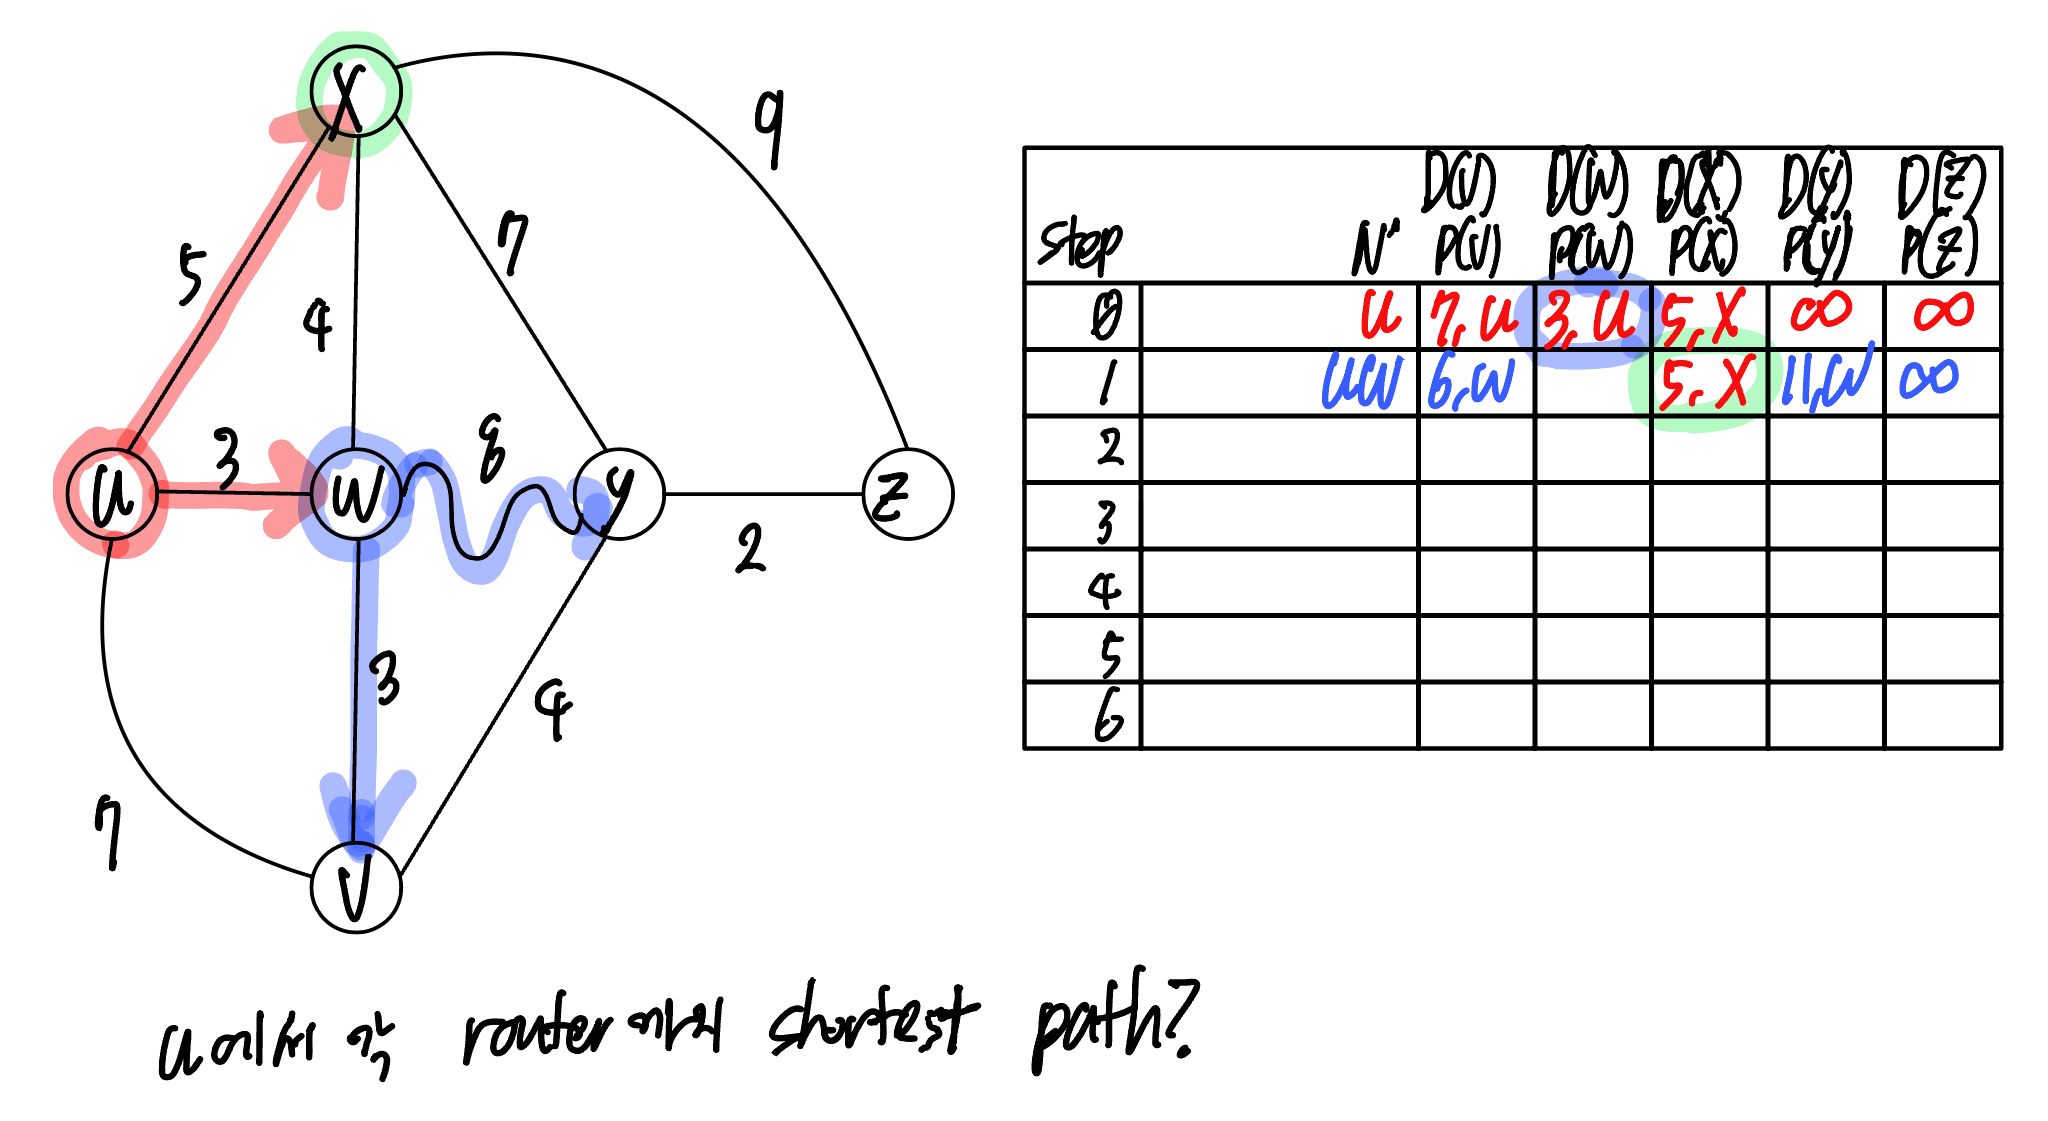 X
9
5
7
4
3
8
U
W
Y
Z
2
3
4
7
V
D(V) D(W) D(X) D(Y) D(Z)
Step N' P(V) P(W) P(X) P(Y) P(Z)
0 U 7,U 3,U 5,X ∞ ∞
1 UW 6,W 5,X 11,W ∞
2
3
4
5
6
U에서 각 router까지 shortest path?